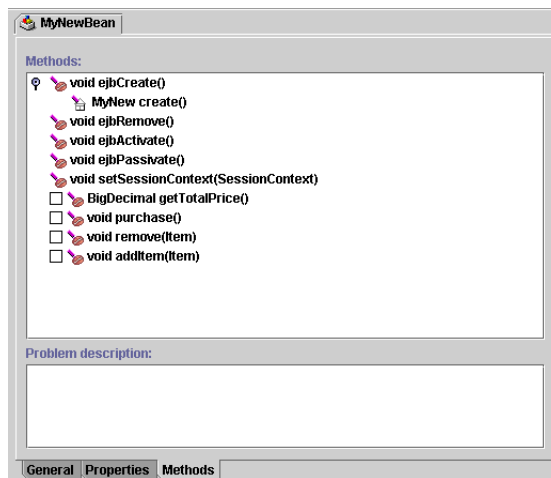 MyNewBean
Methods:
void ejbCreate()
MyNew create()
void ejbRemove()
void ejbActivate()
void ejbPassivate()
void setSessionContext(SessionContext)
BigDecimal getTotalPrice()
void purchase()
void remove(Item)
void addItem(Item)
Problem description:
General Properties Methods